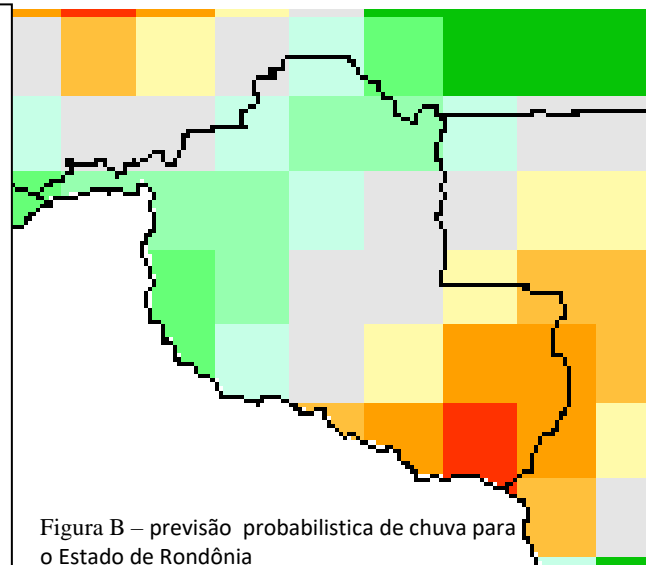 Figura B – previsão probabilistica de chuva para
o Estado de Rondônia